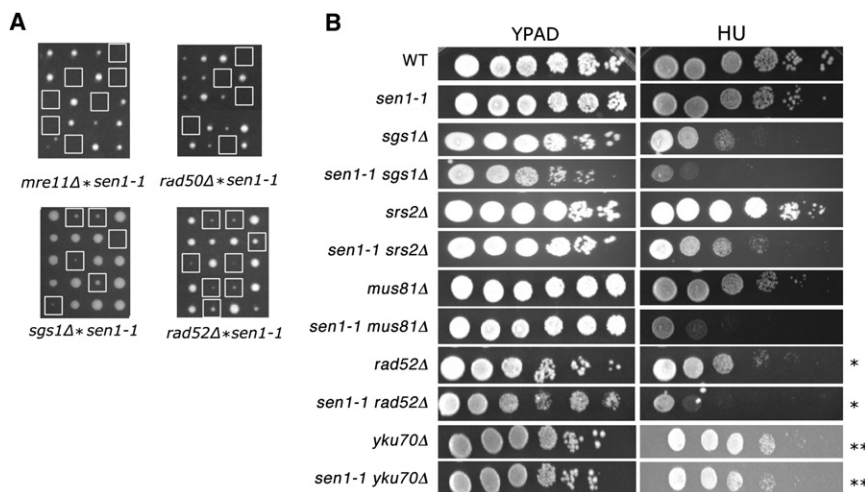 A
mre11Δ * sen1-1
rad50Δ * sen1-1
sgs1Δ * sen1-1
rad52Δ * sen1-1
B
YPAD
HU
WT
sen1-1
sgs1Δ
sen1-1 sgs1Δ
srs2Δ
sen1-1 srs2Δ
mus81Δ
sen1-1 mus81Δ
rad52Δ
*
sen1-1 rad52Δ
*
yku70Δ
**
sen1-1 yku70Δ
**